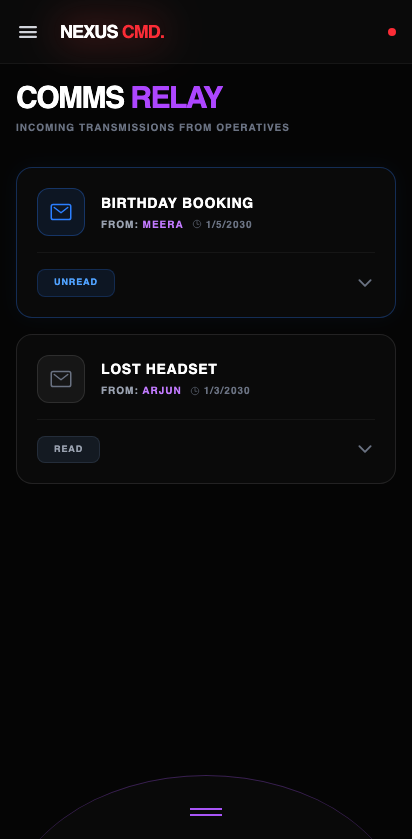 NEXUS CMD.
COMMS RELAY
INCOMING TRANSMISSIONS FROM OPERATIVES
BIRTHDAY BOOKING
FROM: MEERA 1/5/2030
UNREAD
LOST HEADSET
FROM: ARJUN 1/3/2030
READ